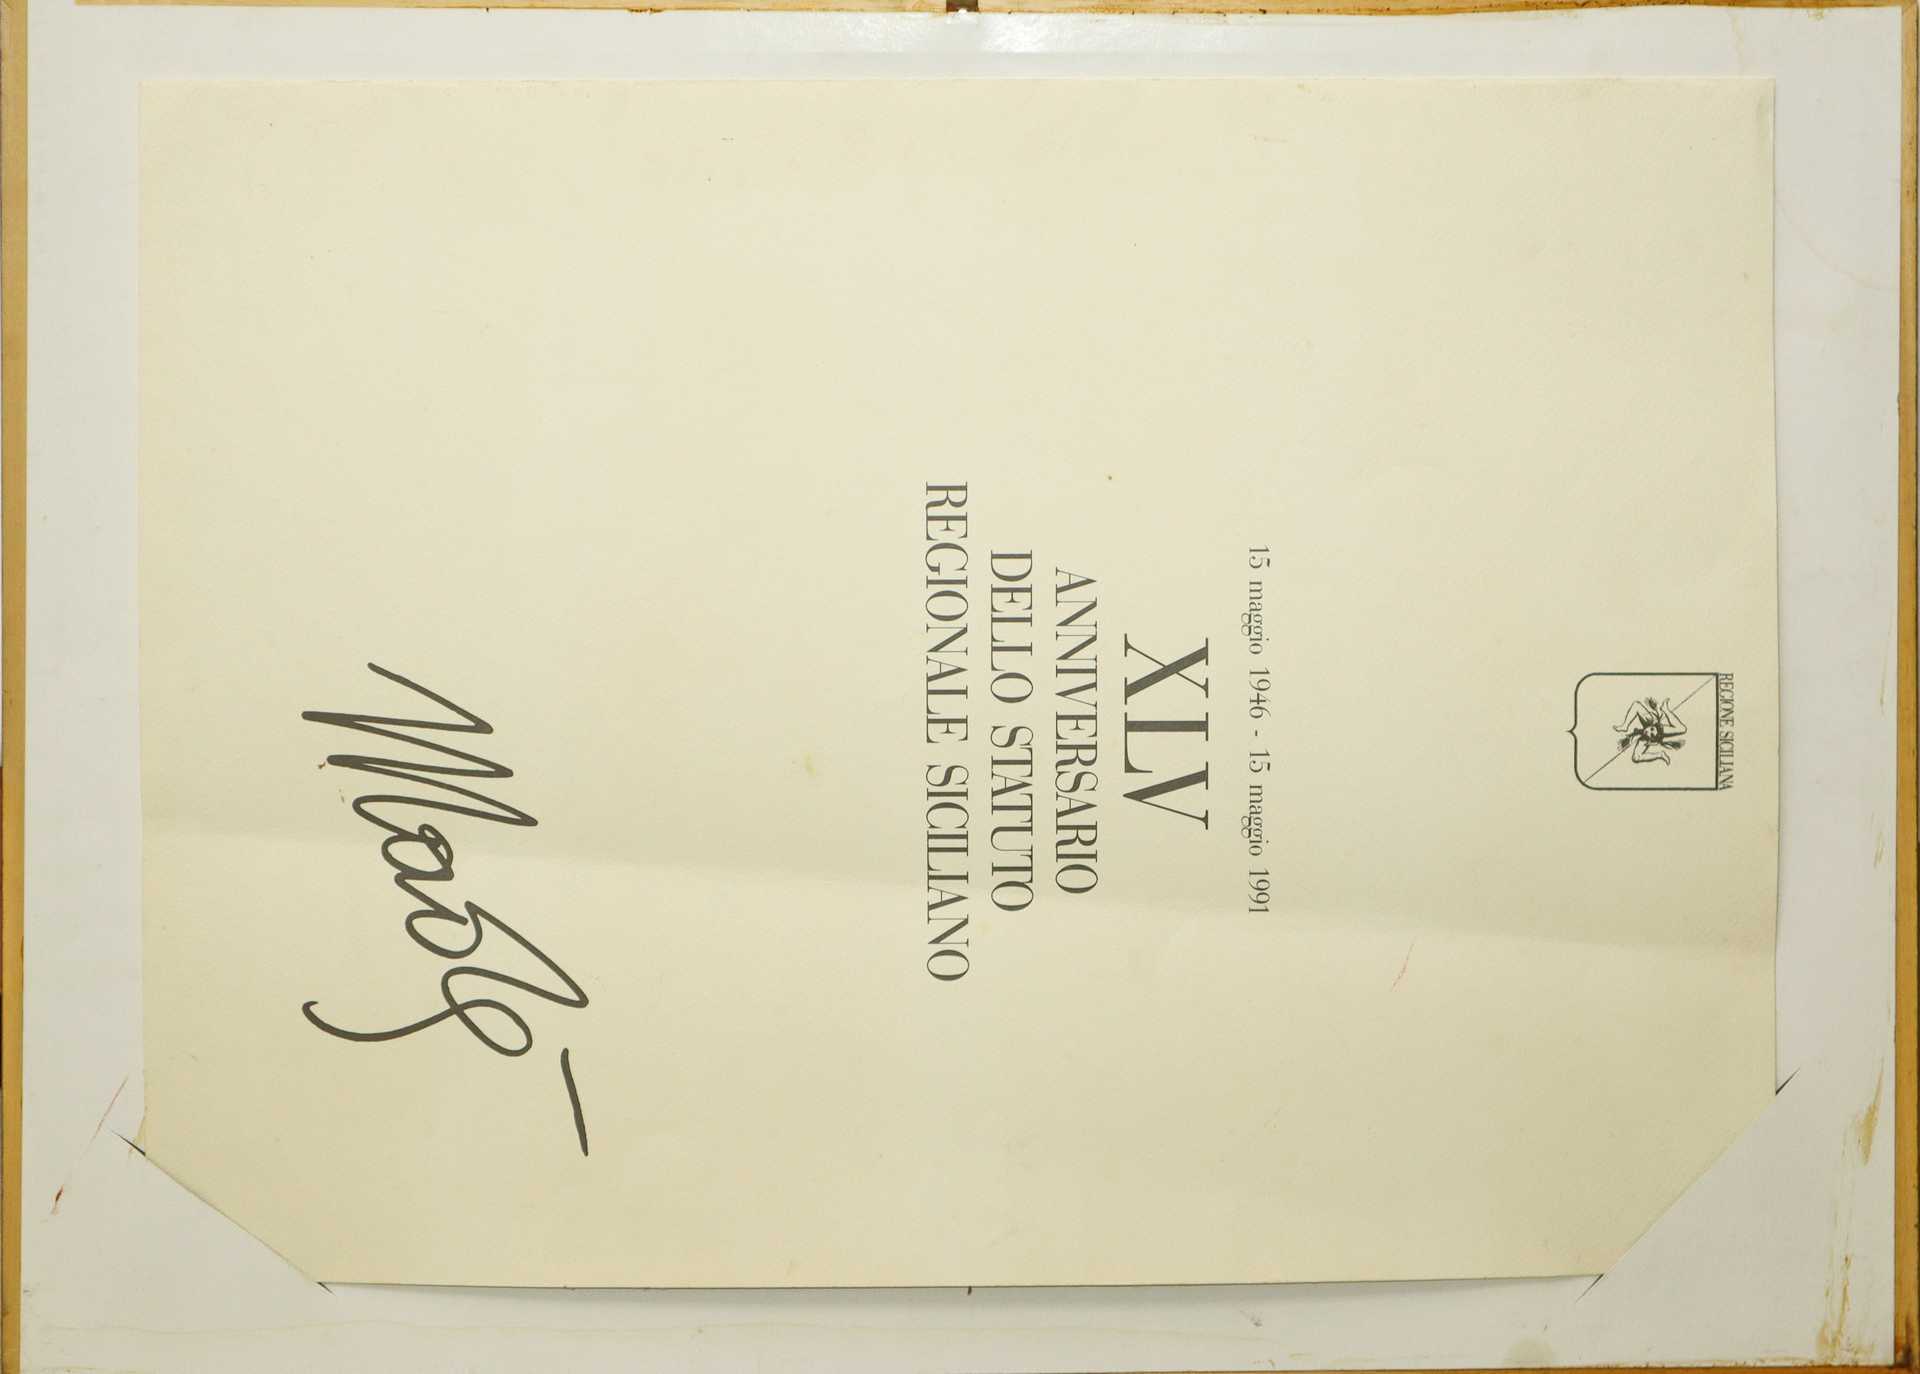 REGIONE SICILIANA
15 maggio 1946 - 15 maggio 1991
XLV
ANNIVERSARIO
DELLO STATUTO
REGIONALE SICILIANO